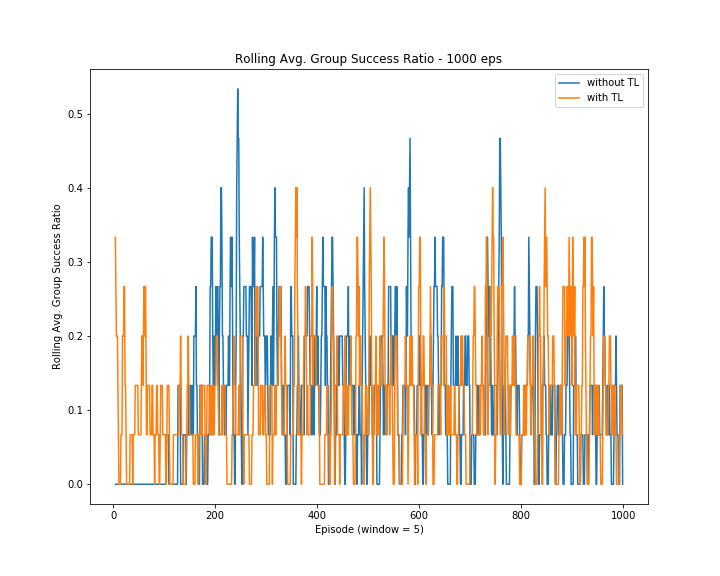 Rolling Avg. Group Success Ratio - 1000 eps
without TL
with TL
Rolling Avg. Group Success Ratio
0.5
0.4
0.3
0.2
0.1
0.0
0 200 400 600 800 1000
Episode (window = 5)